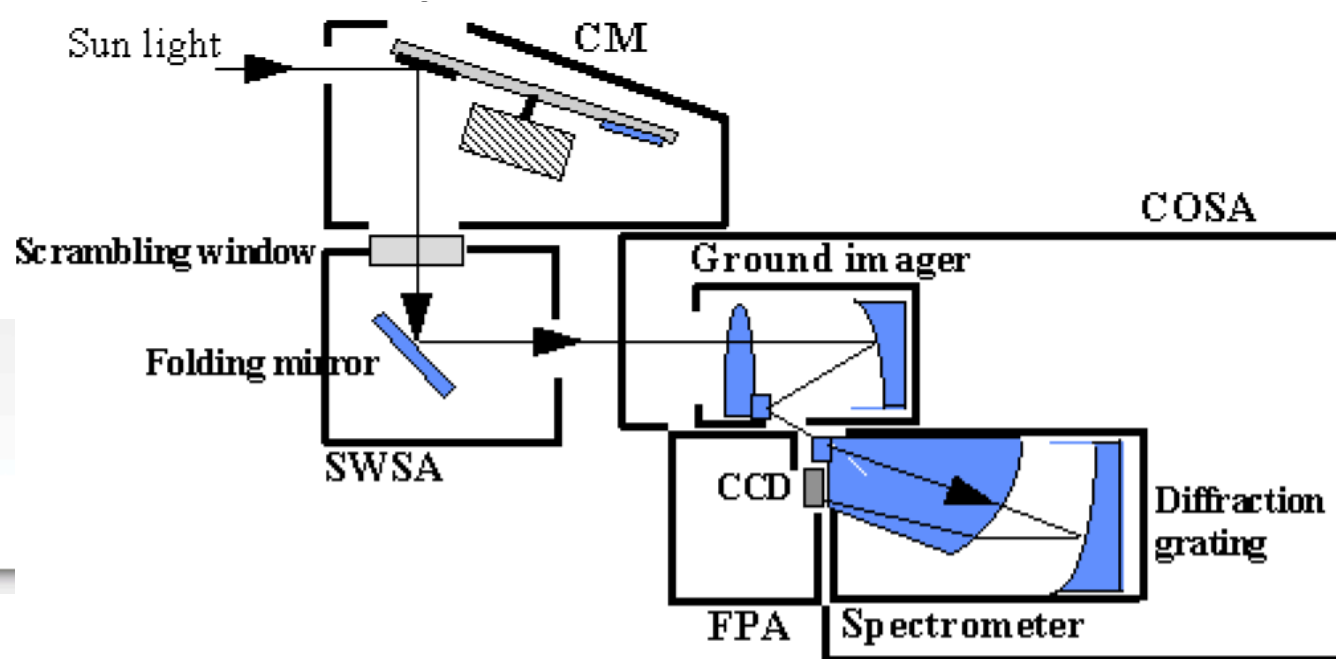 Sun light
CM
COSA
Scrambling window
Ground imager
Folding mirror
SWSA
CCD
Diffraction
grating
FPA
Spectrometer